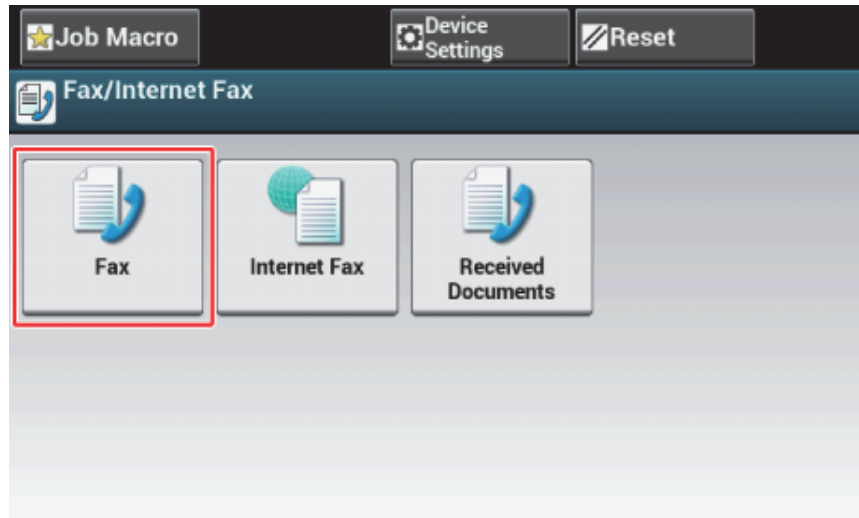 Job Macro
Device
Settings
Reset
Fax/Internet Fax
Fax
Internet Fax
Received
Documents